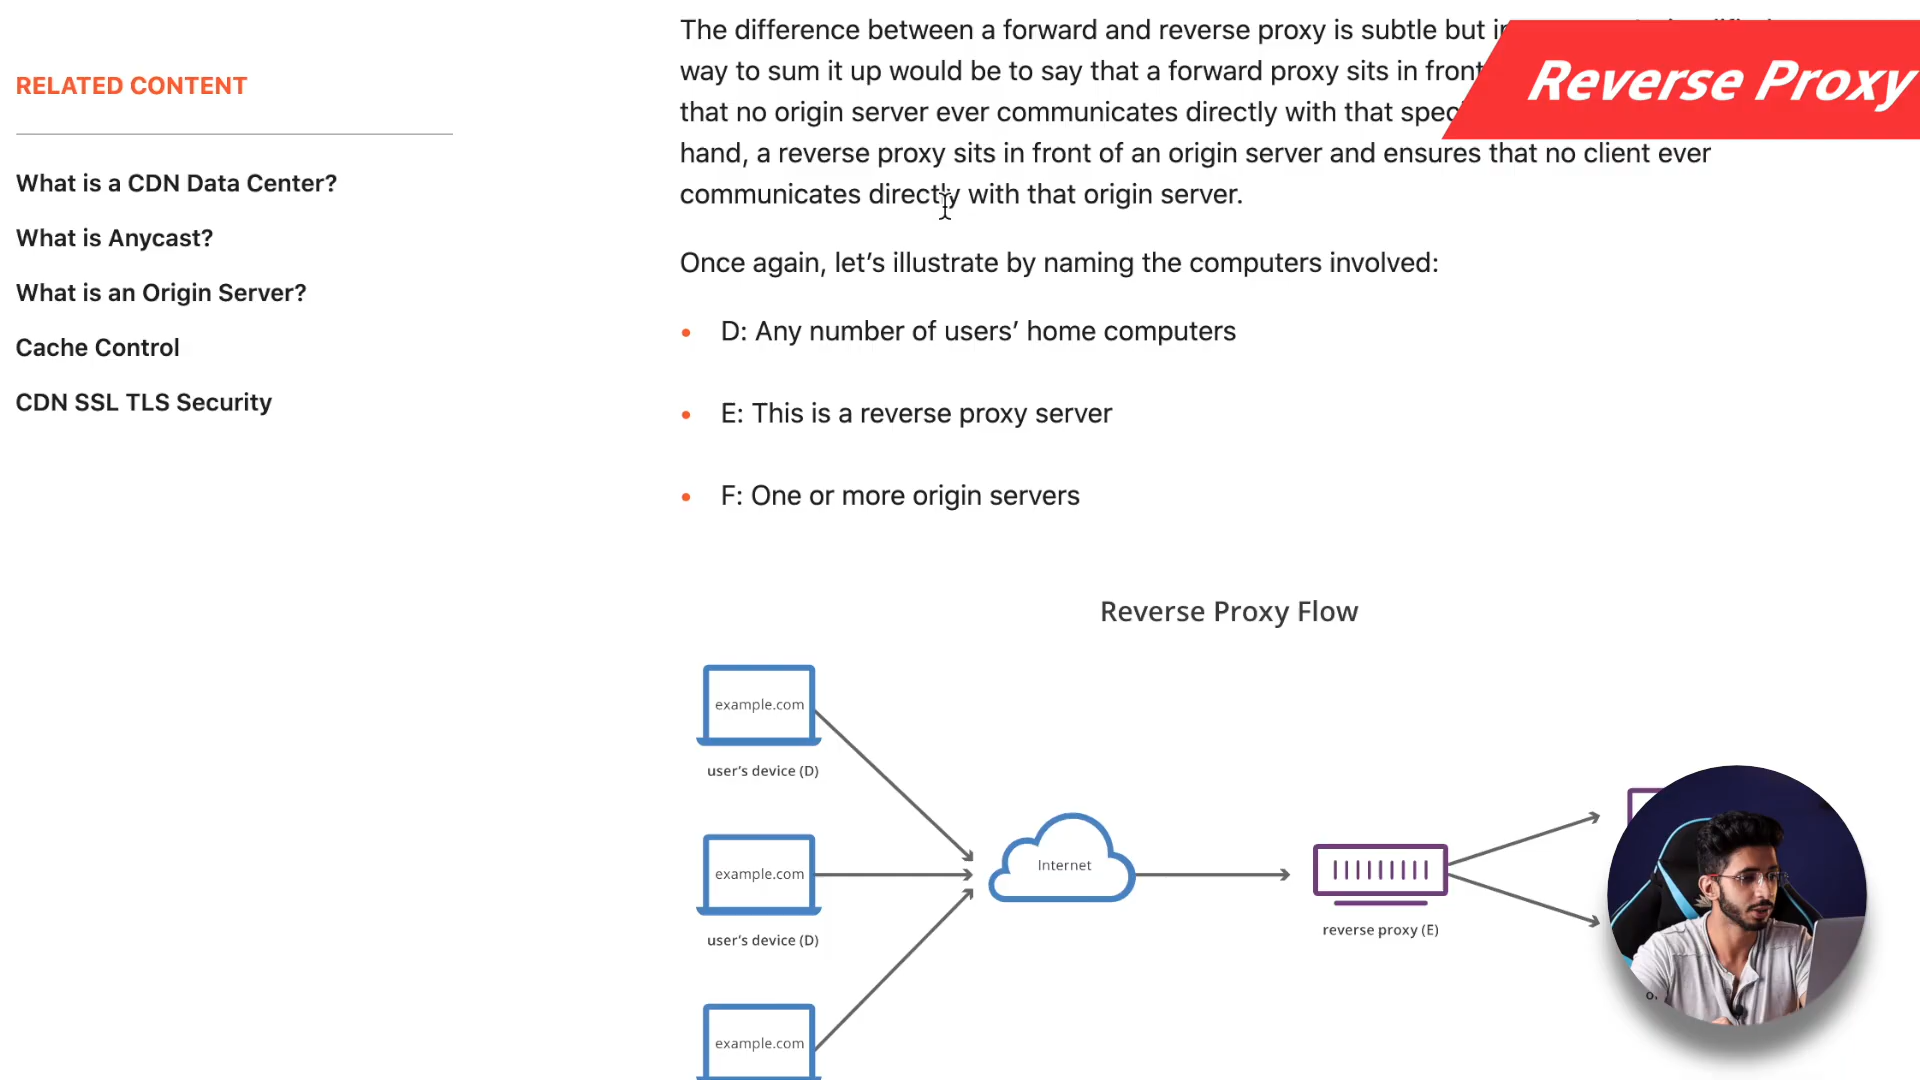 The difference between a forward and reverse proxy is subtle but
way to sum it up would be to say that a forward proxy sits in front
that no origin server ever communicates directly with that
hand, a reverse proxy sits in front of an origin server and ensures that no client ever
communicates directly with that origin server.
Reverse Proxy
RELATED CONTENT
What is a CDN Data Center?
What is Anycast?
What is an Origin Server?
Cache Control
CDN SSL TLS Security
Once again, let’s illustrate by naming the computers involved:
• D: Any number of users’ home computers
• E: This is a reverse proxy server
• F: One or more origin servers
Reverse Proxy Flow
example.com
user's device (D)
example.com
user's device (D)
example.com
Internet
reverse proxy (E)